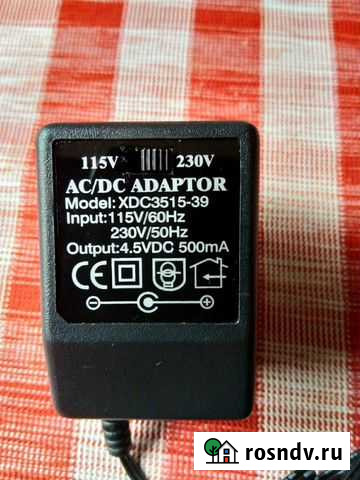 115V 230V
AC/DC ADAPTOR
Model:XDC3515-39
Input:115V/60Hz
230V/50Hz
Output:4.5VDC 500mA
CE
rosndv.ru